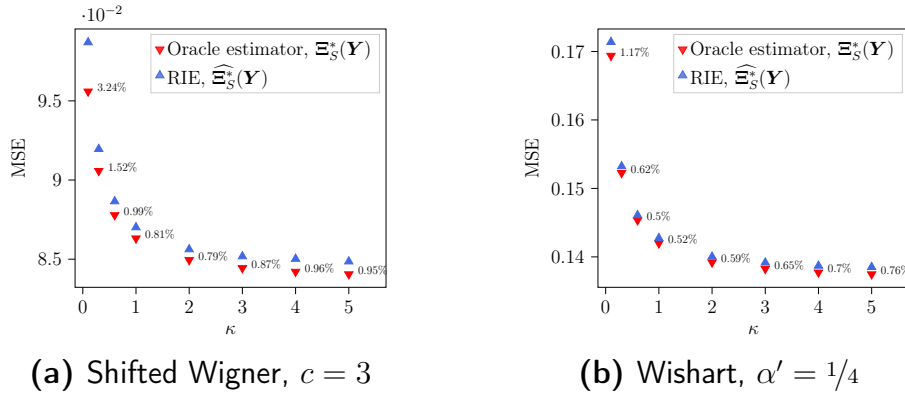 ·10⁻²
Oracle estimator, Ξ*_S(Y)
RIE, \widehat{Ξ*_S}(Y)
9.5
8.5
MSE
3.24%
1.52%
0.99%
0.81%
0.79%
0.87%
0.96%
0.95%
0 1 2 3 4 5
κ
(a) Shifted Wigner, c = 3
Oracle estimator, Ξ*_S(Y)
RIE, \widehat{Ξ*_S}(Y)
0.17
0.16
0.15
0.14
MSE
1.17%
0.62%
0.5%
0.52%
0.59%
0.65%
0.7%
0.76%
0 1 2 3 4 5
κ
(b) Wishart, α′ = 1/4